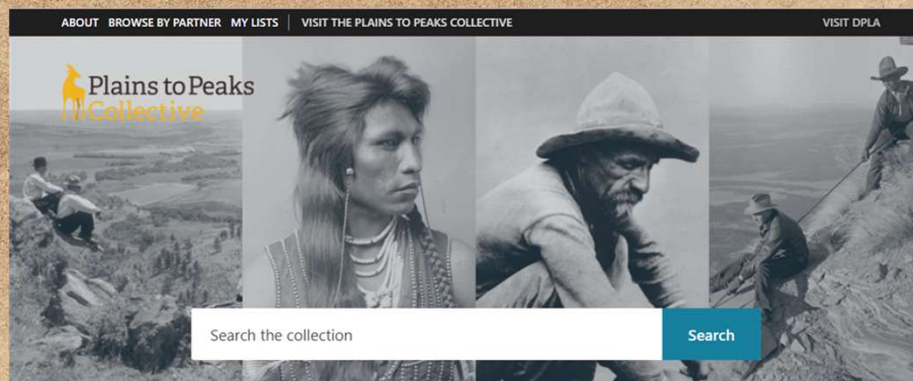 ABOUT BROWSE BY PARTNER MY LISTS VISIT THE PLAINS TO PEAKS COLLECTIVE VISIT DPLA
Plains to Peaks
Collective
Search the collection Search